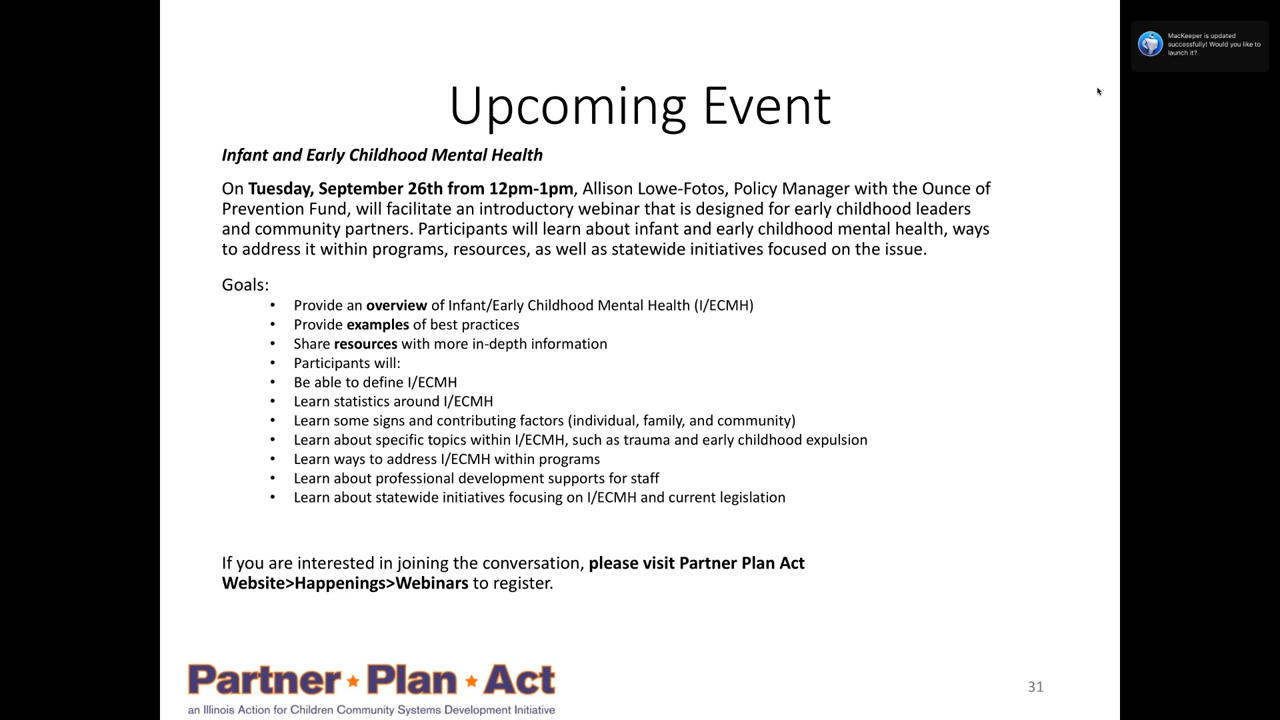 MacKeeper is updated
successfully! Would you like to
launch it?
Upcoming Event
Infant and Early Childhood Mental Health
On Tuesday, September 26th from 12pm-1pm, Allison Lowe-Fotos, Policy Manager with the Ounce of
Prevention Fund, will facilitate an introductory webinar that is designed for early childhood leaders
and community partners. Participants will learn about infant and early childhood mental health, ways
to address it within programs, resources, as well as statewide initiatives focused on the issue.
Goals:
• Provide an overview of Infant/Early Childhood Mental Health (I/ECMH)
• Provide examples of best practices
• Share resources with more in-depth information
• Participants will:
• Be able to define I/ECMH
• Learn statistics around I/ECMH
• Learn some signs and contributing factors (individual, family, and community)
• Learn about specific topics within I/ECMH, such as trauma and early childhood expulsion
• Learn ways to address I/ECMH within programs
• Learn about professional development supports for staff
• Learn about statewide initiatives focusing on I/ECMH and current legislation
If you are interested in joining the conversation, please visit Partner Plan Act
Website>Happenings>Webinars to register.
Partner ★ Plan ★ Act
an Illinois Action for Children Community Systems Development Initiative
31